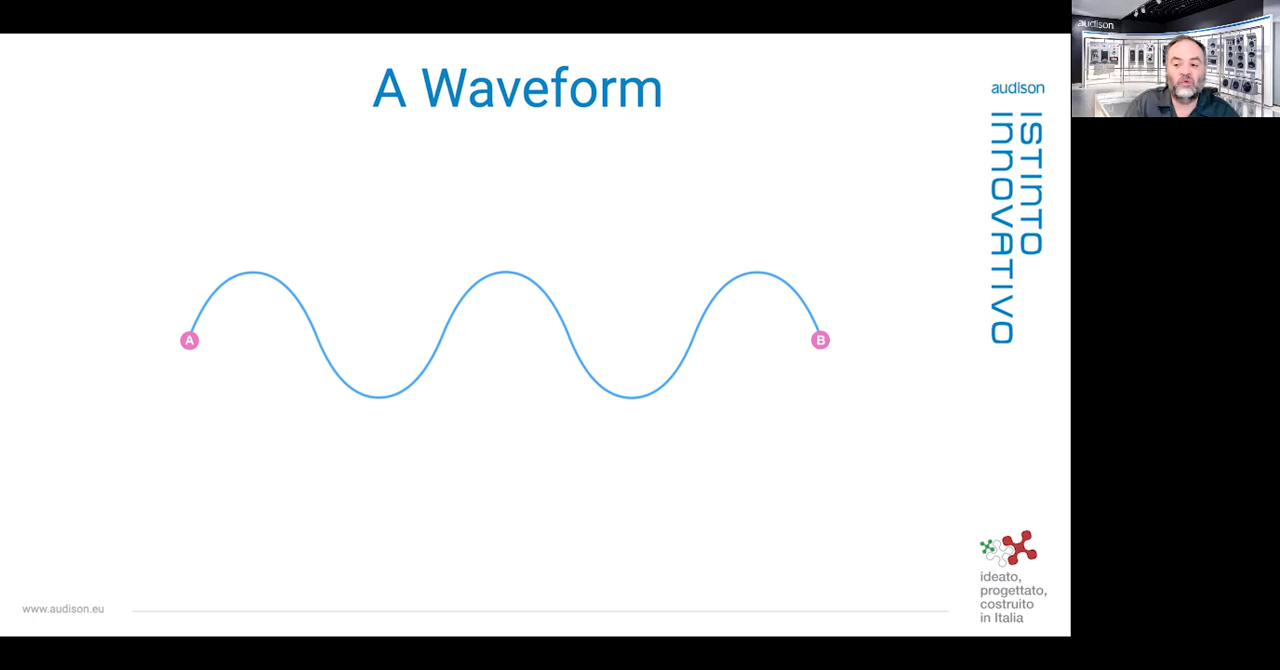 A Waveform
audison
ISTINTO
INNOVATIVO
A
B
ideato,
progettato,
costruito
in Italia
www.audison.eu
audison